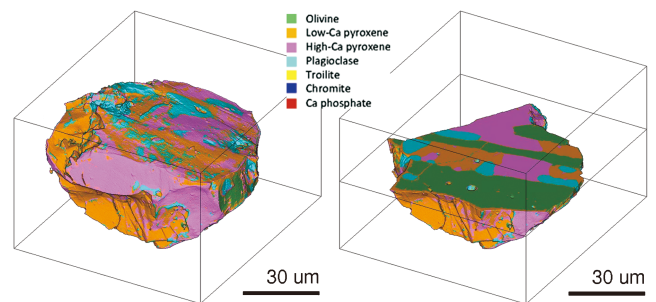 Olivine
Low-Ca pyroxene
High-Ca pyroxene
Plagioclase
Troilite
Chromite
Ca phosphate
30 um
30 um